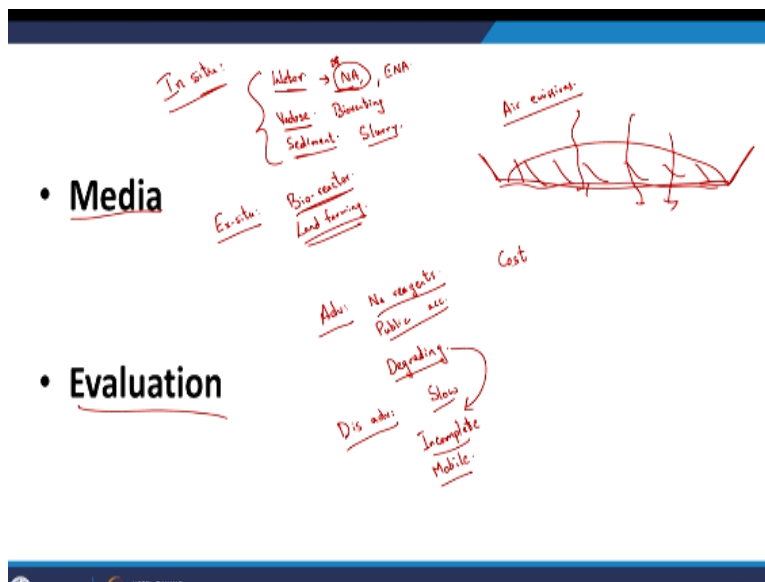 In situ:
Water → NA, ENA.
Vadose. Bioventing
Sediment. Slurry.
Air emissions.
• Media
Ex-situ: Bio-reactor.
Land farming.
Adv: No reagents.
Public acc.
Cost
Degrading.
• Evaluation
Dis adv: Slow
Incomplete
Mobile.